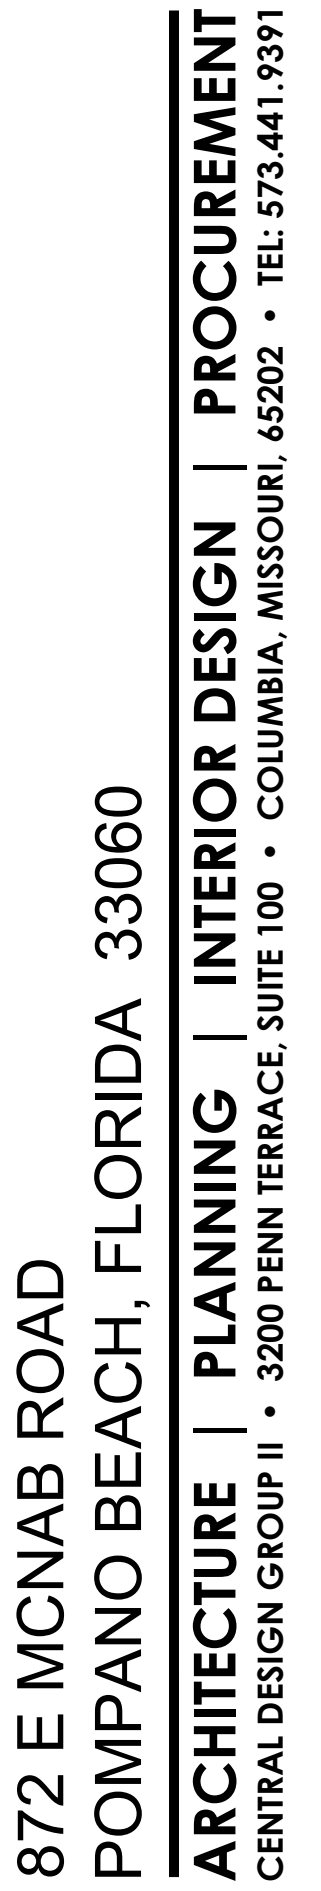 872 E MCNAB ROAD
POMPANO BEACH, FLORIDA 33060
ARCHITECTURE | PLANNING | INTERIOR DESIGN | PROCUREMENT
CENTRAL DESIGN GROUP II • 3200 PENN TERRACE, SUITE 100 • COLUMBIA, MISSOURI, 65202 • TEL: 573.441.9391